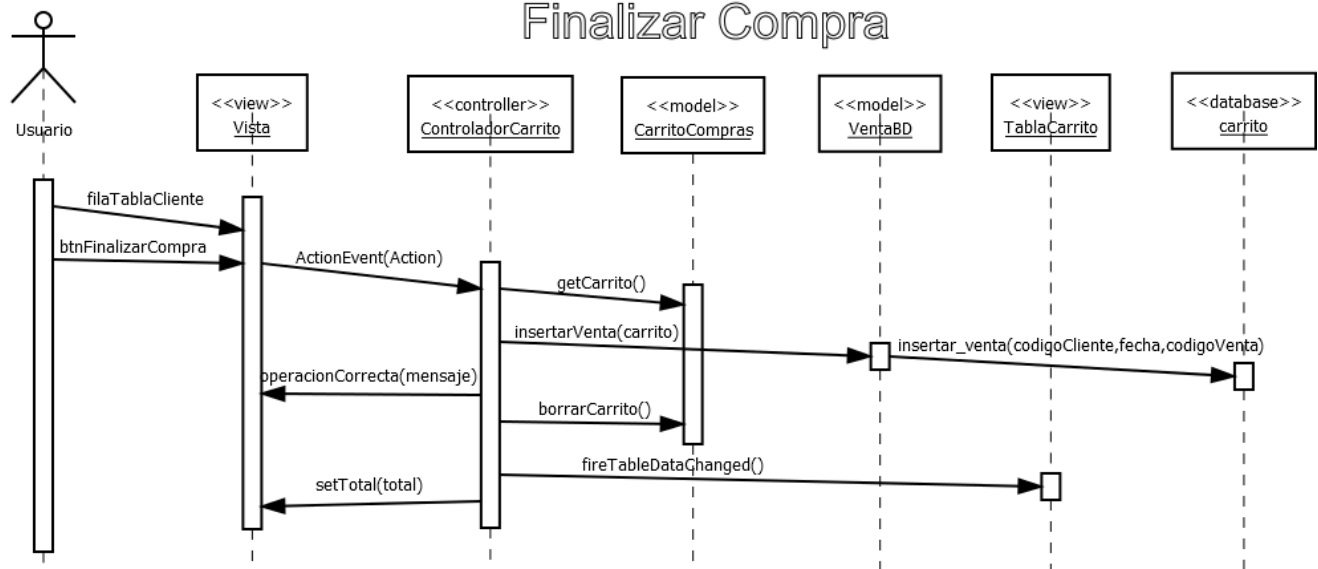 Finalizar Compra
Usuario
<<view>>
Vista
<<controller>>
ControladorCarrito
<<model>>
CarritoCompras
<<model>>
VentaBD
<<view>>
TablaCarrito
<<database>>
carrito
filaTablaCliente
btnFinalizarCompra
ActionEvent(Action)
getCarrito()
insertarVenta(carrito)
insertar_venta(codigoCliente,fecha,codigoVenta)
operacionCorrecta(mensaje)
borrarCarrito()
fireTableDataChanged()
setTotal(total)